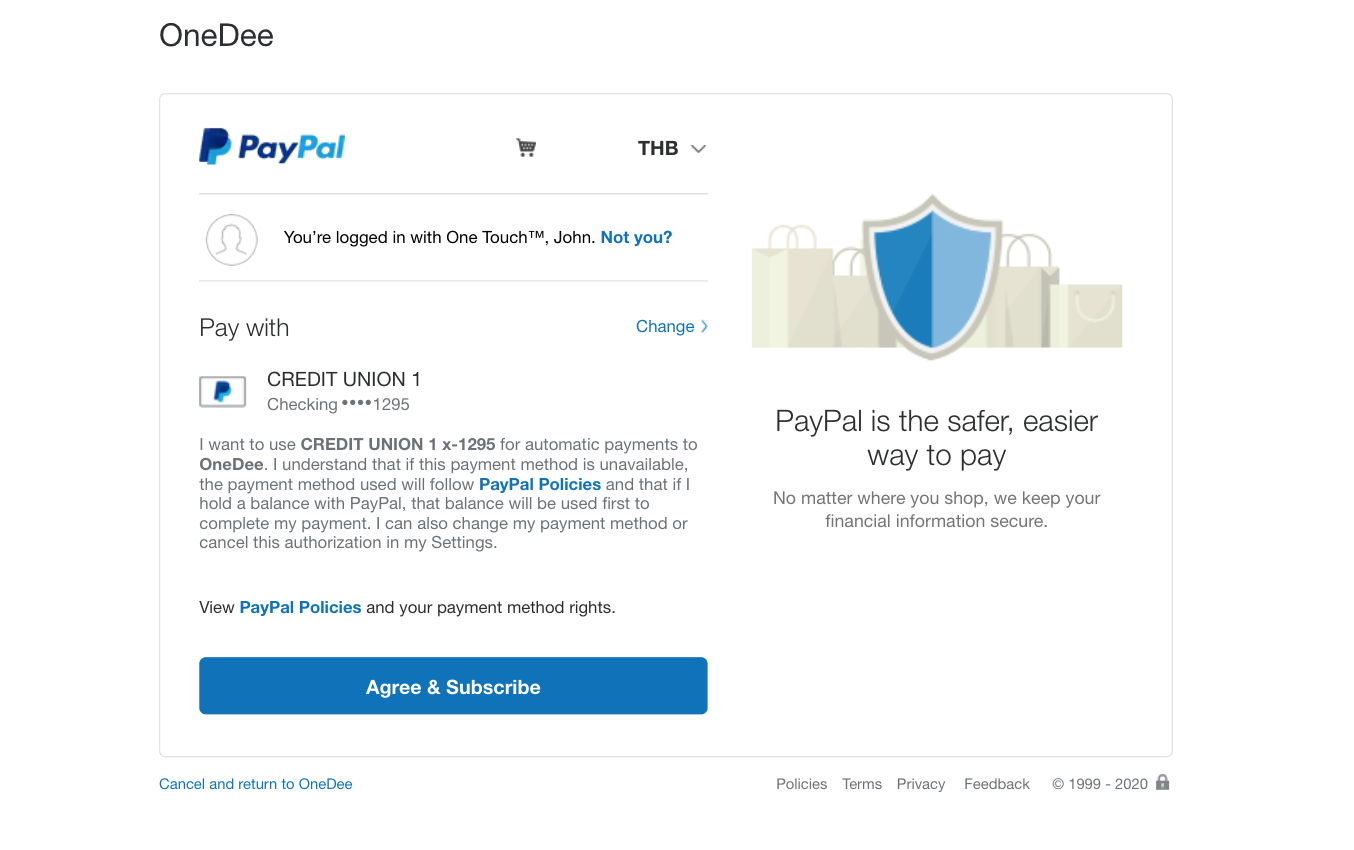 OneDee
PayPal
THB
You’re logged in with One Touch™, John. Not you?
Pay with
Change
CREDIT UNION 1
Checking ••••1295
I want to use CREDIT UNION 1 x-1295 for automatic payments to
OneDee. I understand that if this payment method is unavailable,
the payment method used will follow PayPal Policies and that if I
hold a balance with PayPal, that balance will be used first to
complete my payment. I can also change my payment method or
cancel this authorization in my Settings.
View PayPal Policies and your payment method rights.
Agree & Subscribe
PayPal is the safer, easier
way to pay
No matter where you shop, we keep your
financial information secure.
Cancel and return to OneDee
Policies Terms Privacy Feedback © 1999 - 2020